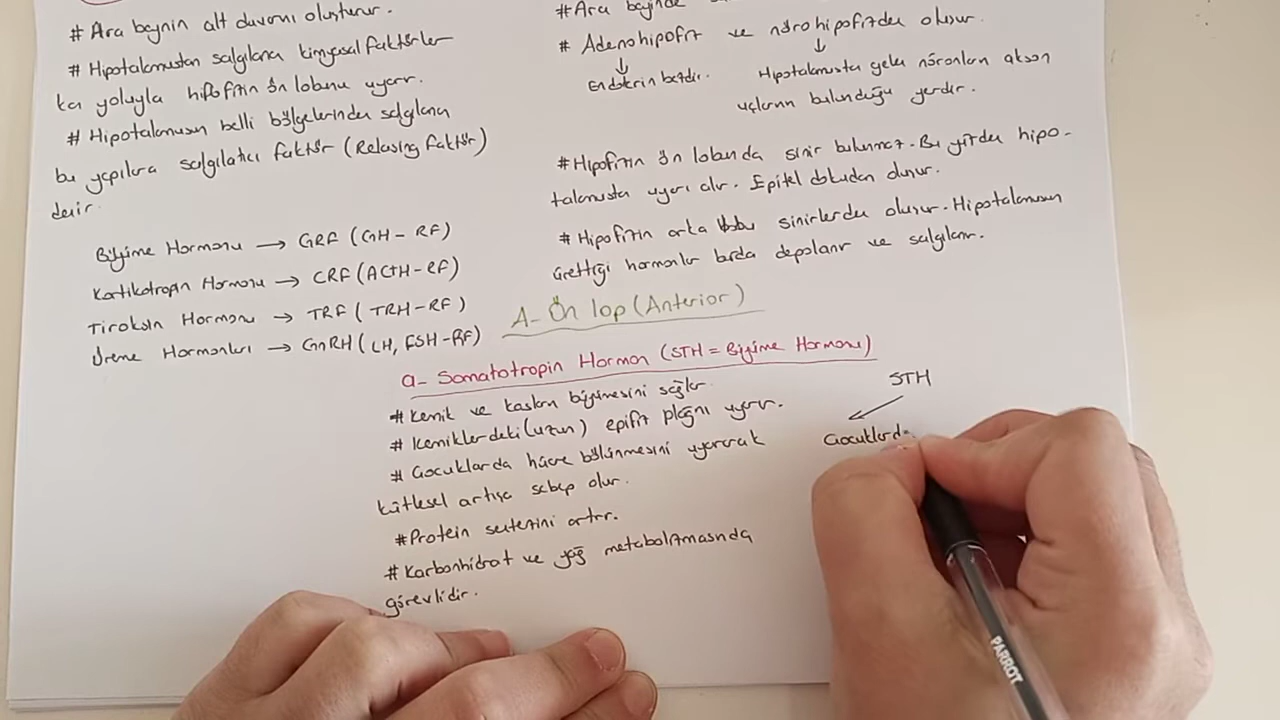 # Ara beynin alt duvarını oluşturur.
# Hipotalamustan salgılanan kimyasal faktörler
kan yoluyla hipofizin ön lobunu uyarır.
# Hipotalamusun belli bölgelerinden salgılanan
bu yapılara salgılatıcı faktör (Relasing faktör)
denir.
Büyüme Hormonu → GRF (GH-RF)
Kortikotropin Hormonu → CRF (ACTH-RF)
Tiroksin Hormonu → TRF (TRH-RF)
Üreme Hormonları → GnRH (LH, FSH-RF)
# Ara beyinde
# Adenohipofiz ve nörohipofizden oluşur.
↓ ↓
Endokrin bezdir. Hipotalamusta gelen nöronların akson
uçlarının bulunduğu yerdir.
# Hipofizin ön lobunda sinir bulunmaz. Bu yüzden hipo-
talamusta uyarı alır. Epitel dokudan oluşur.
# Hipofizin arka lobu sinirlerden oluşur. Hipotalamusun
ürettiği hormonlar burda depolanır ve salgılanır.
A- Ön lop (Anterior)
a- Somatotropin Hormon (STH = Büyüme Hormonu)
# Kemik ve kasların büyümesini sağlar.
# Kemiklerdeki (uzun) epifiz plağını uyarır.
# Çocuklarda hücre bölünmesini uyararak
kütlesel artışa sebep olur.
# Protein sentezini artırır.
# Karbonhidrat ve yağ metabolizmasında
görevlidir.
STH
Çocuklarda
PARROT